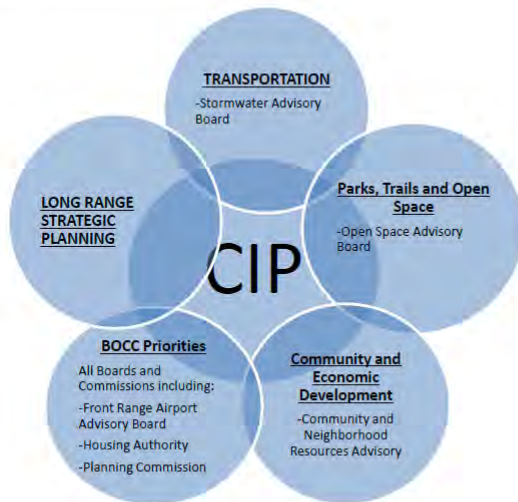 TRANSPORTATION
-Stormwater Advisory
Board
LONG RANGE
STRATEGIC
PLANNING
Parks, Trails and Open
Space
-Open Space Advisory
Board
CIP
BOCC Priorities
All Boards and
Commissions including:
-Front Range Airport
Advisory Board
-Housing Authority
-Planning Commission
Community and
Economic
Development
-Community and
Neighborhood
Resources Advisory